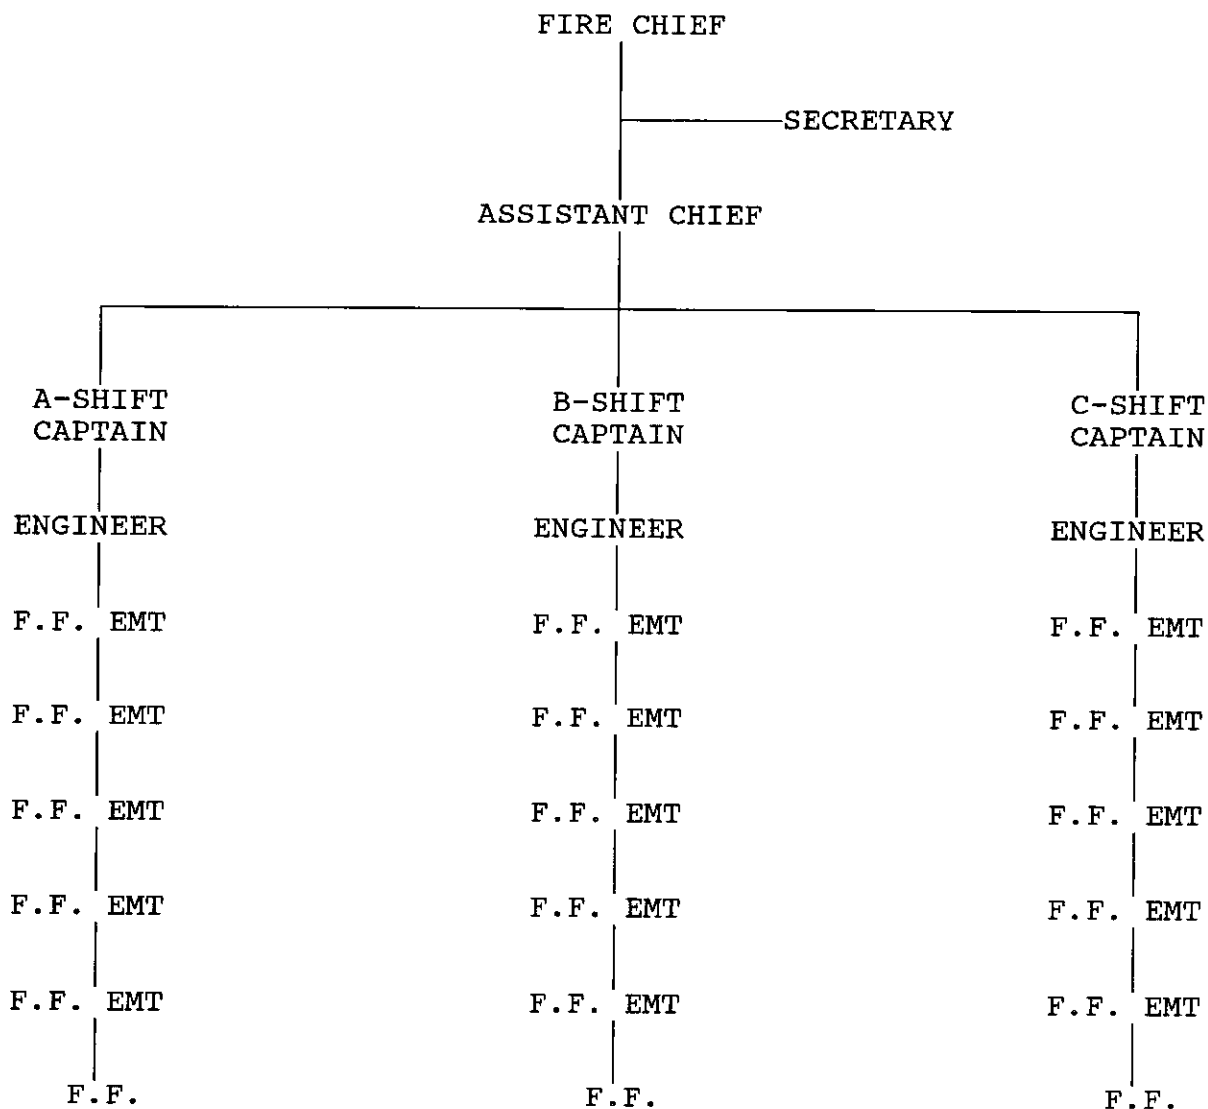 FIRE CHIEF
SECRETARY
ASSISTANT CHIEF
A-SHIFT CAPTAIN
B-SHIFT CAPTAIN
C-SHIFT CAPTAIN
ENGINEER ENGINEER ENGINEER
F.F. EMT F.F. EMT F.F. EMT
F.F. EMT F.F. EMT F.F. EMT
F.F. EMT F.F. EMT F.F. EMT
F.F. EMT F.F. EMT F.F. EMT
F.F. EMT F.F. EMT F.F. EMT
F.F. F.F. F.F.